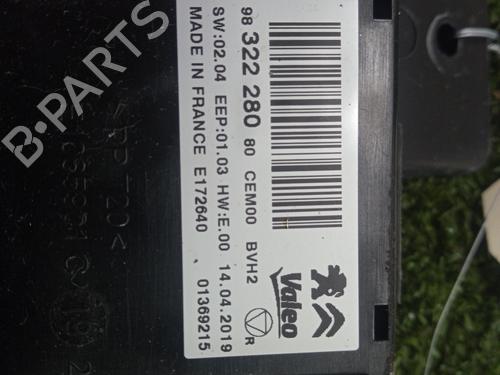 98 322 280 80 CEM00 BVH2
SW:02.04 EEP:01.03 HW:E.00 14.04.2019
MADE IN FRANCE E172640 01369215
R
Valeo
B-PARTS